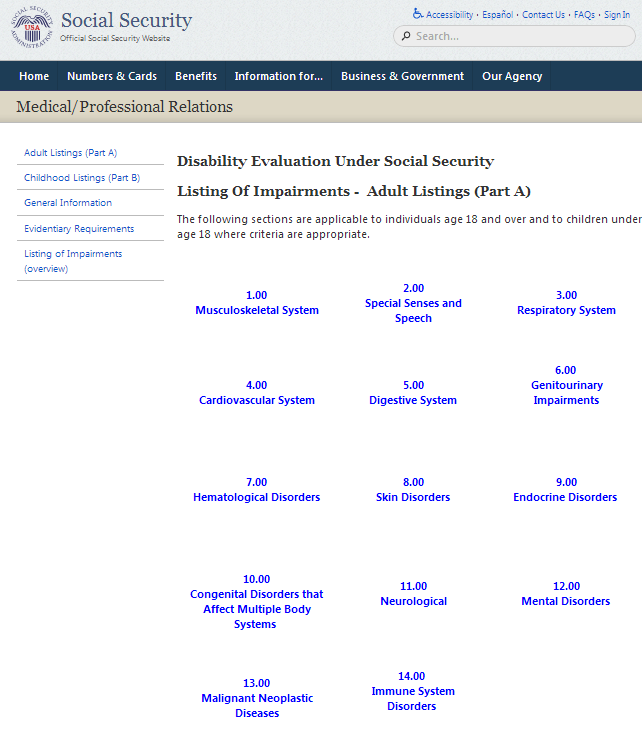 SOCIAL SECURITY ADMINISTRATION
USA
Social Security
Official Social Security Website
Accessibility · Español · Contact Us · FAQs · Sign In
Search...
Home Numbers & Cards Benefits Information for... Business & Government Our Agency
Medical/Professional Relations
Adult Listings (Part A)
Childhood Listings (Part B)
General Information
Evidentiary Requirements
Listing of Impairments
(overview)
Disability Evaluation Under Social Security
Listing Of Impairments - Adult Listings (Part A)
The following sections are applicable to individuals age 18 and over and to children under
age 18 where criteria are appropriate.
1.00
Musculoskeletal System
2.00
Special Senses and
Speech
3.00
Respiratory System
4.00
Cardiovascular System
5.00
Digestive System
6.00
Genitourinary
Impairments
7.00
Hematological Disorders
8.00
Skin Disorders
9.00
Endocrine Disorders
10.00
Congenital Disorders that
Affect Multiple Body
Systems
11.00
Neurological
12.00
Mental Disorders
13.00
Malignant Neoplastic
Diseases
14.00
Immune System
Disorders